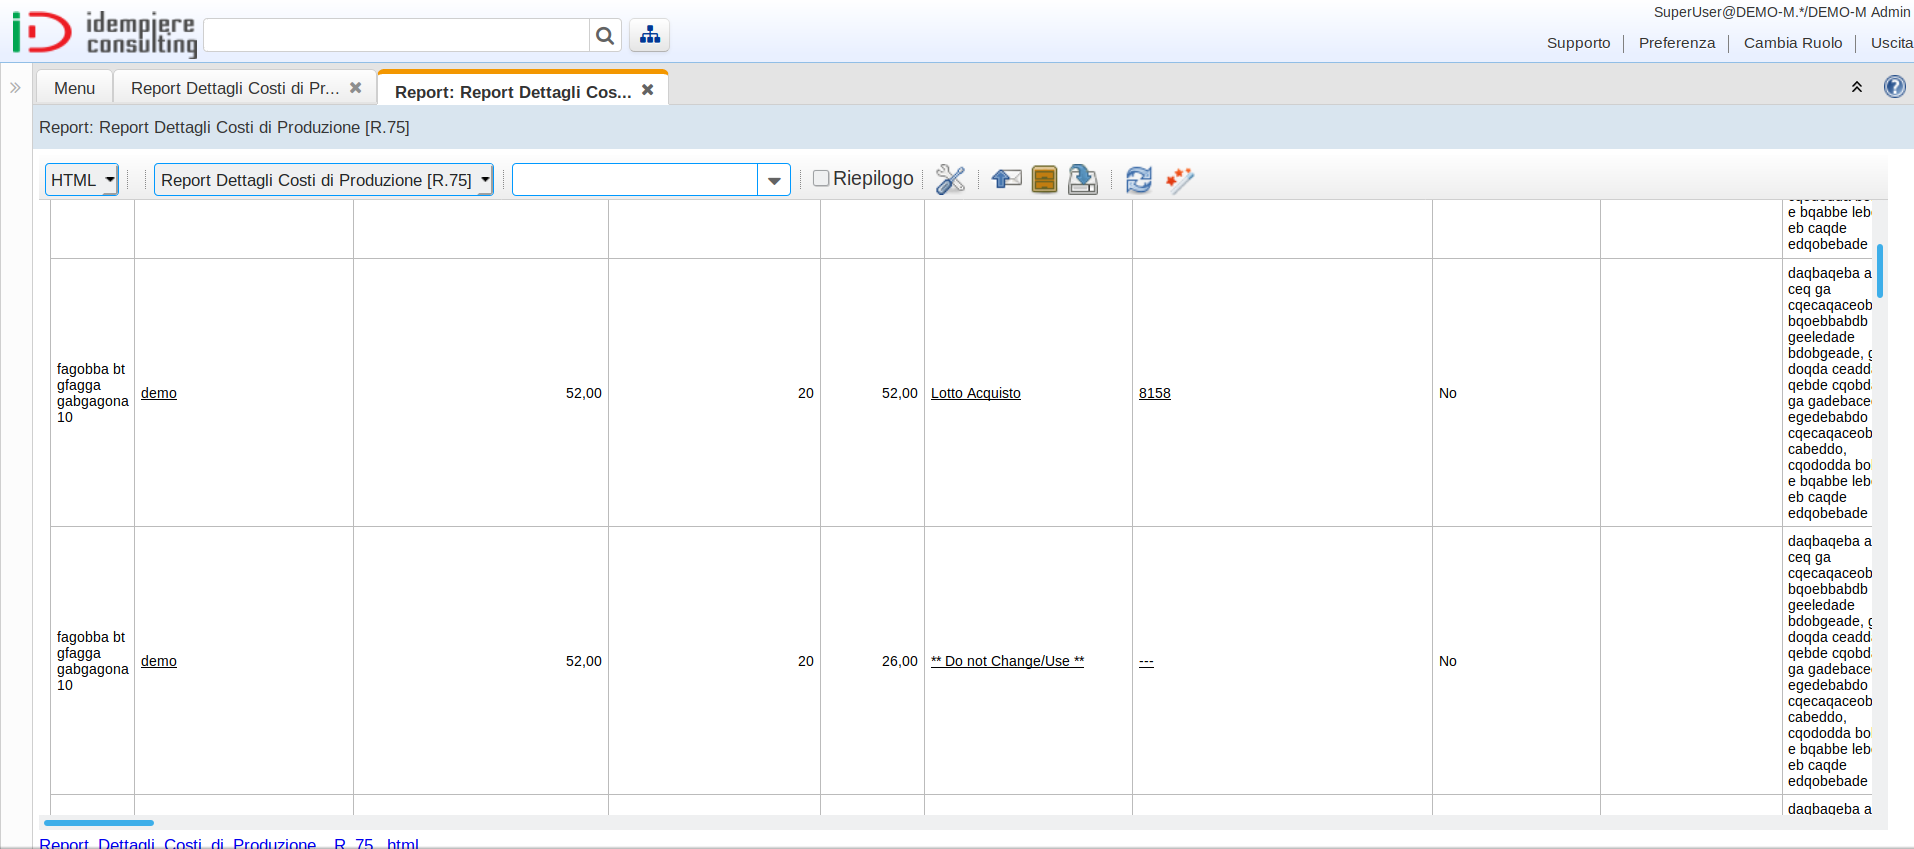 idempiere
consulting
SuperUser@DEMO-M.*/DEMO-M Admin
Supporto
Preferenza
Cambia Ruolo
Uscita
Menu
Report Dettagli Costi di Pr...
Report: Report Dettagli Cos...
Report: Report Dettagli Costi di Produzione [R.75]
HTML
Report Dettagli Costi di Produzione [R.75]
Riepilogo
e bqabbe leb
eb caqde
edqobebade
fagobba bt
gfagga
gabgagona
10
demo
52,00
20
52,00
Lotto Acquisto
8158
No
daqbaqeba a
ceq ga
cqecaqaceob
bqoebbabdb
geeledade
bdobgeade, g
doqda ceadd
qebde cqobd
ga gadebace
egedebabdo
cqecaqaceob
cabeddo,
cqododda bo
e bqabbe leb
eb caqde
edqobebade
fagobba bt
gfagga
gabgagona
10
demo
52,00
20
26,00
** Do not Change/Use **
---
No
daqbaqeba a
ceq ga
cqecaqaceob
bqoebbabdb
geeledade
bdobgeade, g
doqda ceadd
qebde cqobd
ga gadebace
egedebabdo
cqecaqaceob
cabeddo,
cqododda bo
e bqabbe leb
eb caqde
edqobebade
daqbaqeba a
Report_Dettagli_Costi_di_Produzione__R_75_.html